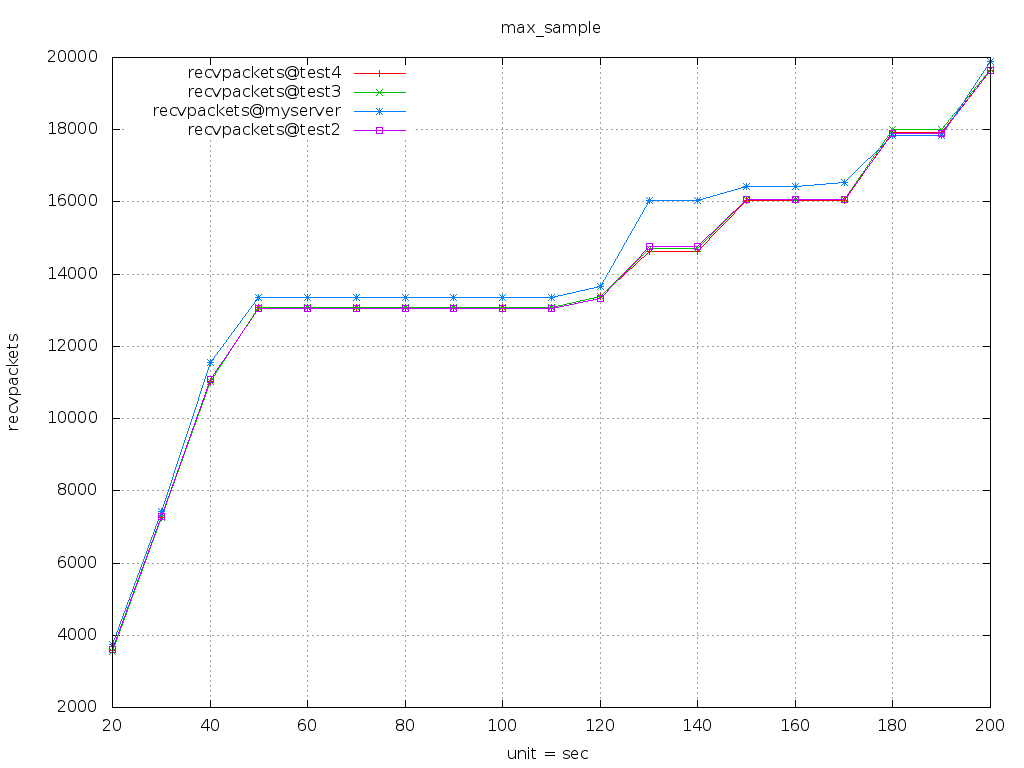 max_sample
20000
18000
16000
14000
12000
10000
8000
6000
4000
2000
recvpackets
recvpackets@test4
recvpackets@test3
recvpackets@myserver
recvpackets@test2
20 40 60 80 100 120 140 160 180 200
unit = sec